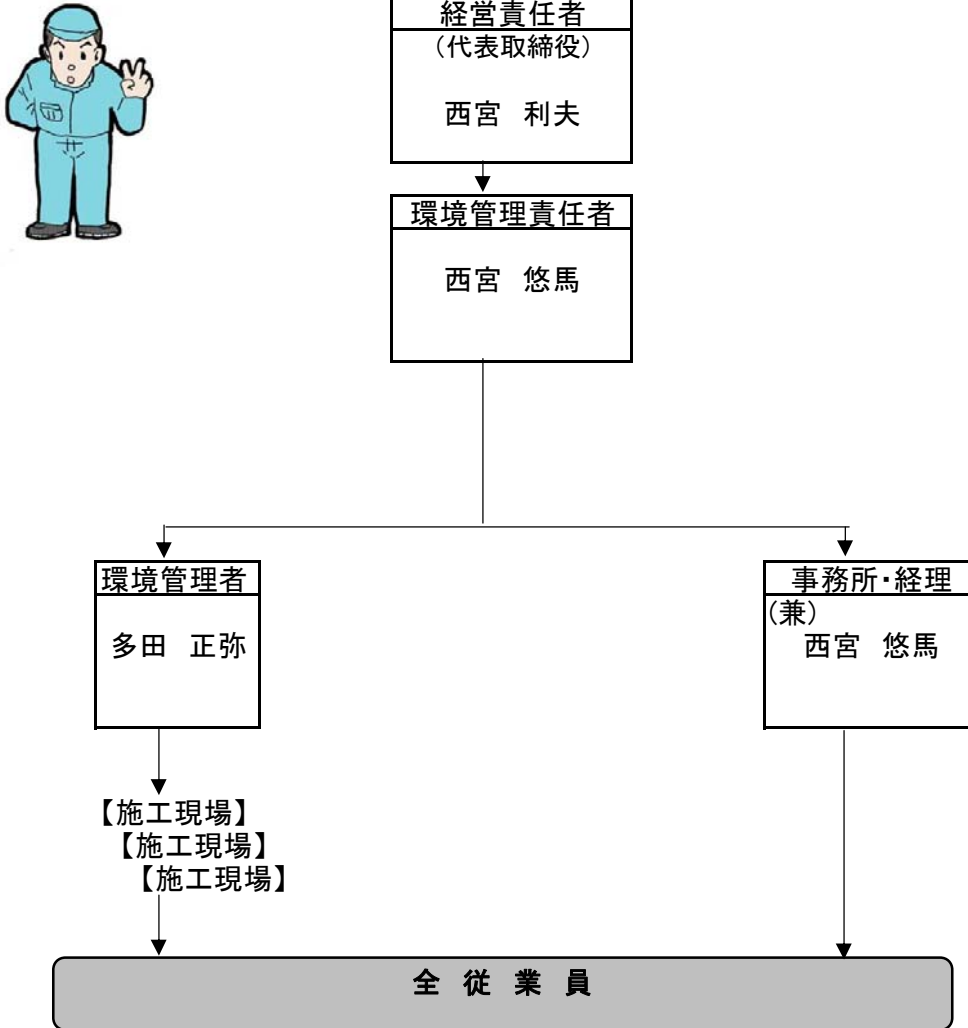 経営責任者
（代表取締役）
西宮　利夫
環境管理責任者
西宮　悠馬
環境管理者
多田　正弥
事務所・経理
（兼）
西宮　悠馬
【施工現場】
【施工現場】
【施工現場】
全　従　業　員